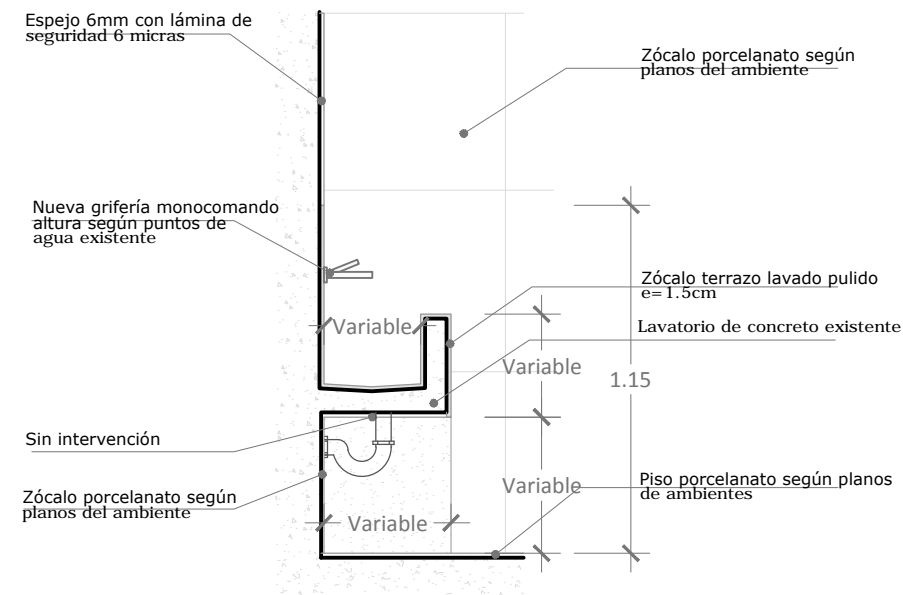 Espejo 6mm con lámina de
seguridad 6 micras
Zócalo porcelanato según
planos del ambiente
Nueva grifería monocomando
altura según puntos de
agua existente
Zócalo terrazo lavado pulido
e=1.5cm
Lavatorio de concreto existente
Variable
Variable
1.15
Sin intervención
Zócalo porcelanato según
planos del ambiente
Variable
Variable
Piso porcelanato según planos
de ambientes